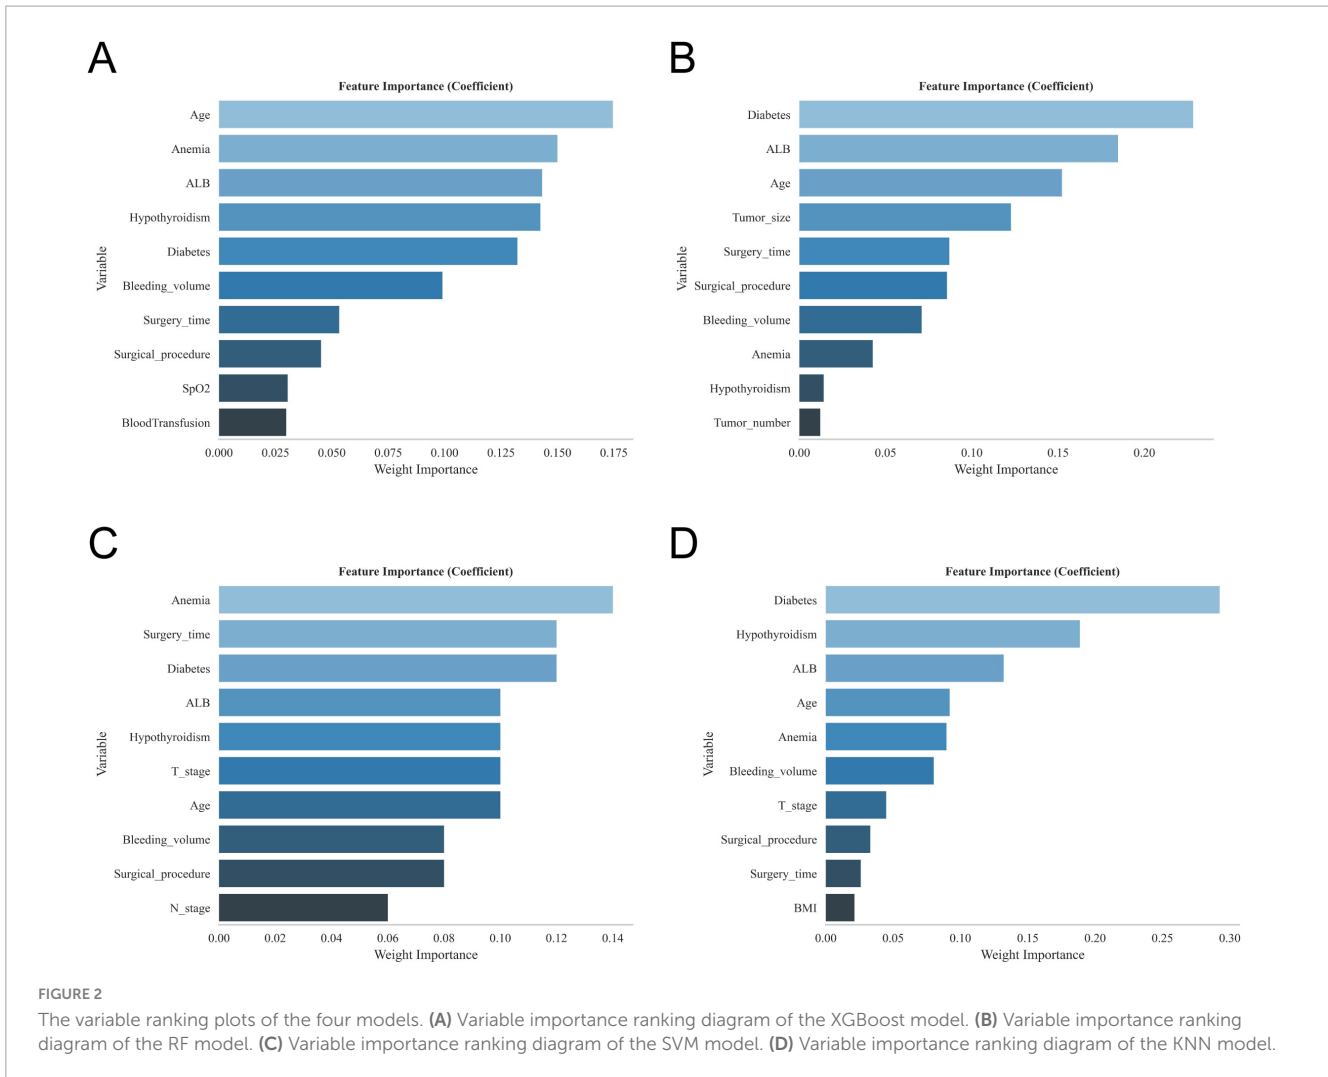 A
Feature Importance (Coefficient)
Variable
Age
Anemia
ALB
Hypothyroidism
Diabetes
Bleeding_volume
Surgery_time
Surgical_procedure
SpO2
BloodTransfusion
0.000 0.025 0.050 0.075 0.100 0.125 0.150 0.175
Weight Importance
B
Feature Importance (Coefficient)
Variable
Diabetes
ALB
Age
Tumor_size
Surgery_time
Surgical_procedure
Bleeding_volume
Anemia
Hypothyroidism
Tumor_number
0.00 0.05 0.10 0.15 0.20
Weight Importance
C
Feature Importance (Coefficient)
Variable
Anemia
Surgery_time
Diabetes
ALB
Hypothyroidism
T_stage
Age
Bleeding_volume
Surgical_procedure
N_stage
0.00 0.02 0.04 0.06 0.08 0.10 0.12 0.14
Weight Importance
D
Feature Importance (Coefficient)
Variable
Diabetes
Hypothyroidism
ALB
Age
Anemia
Bleeding_volume
T_stage
Surgical_procedure
Surgery_time
BMI
0.00 0.05 0.10 0.15 0.20 0.25 0.30
Weight Importance
FIGURE 2
The variable ranking plots of the four models. (A) Variable importance ranking diagram of the XGBoost model. (B) Variable importance ranking
diagram of the RF model. (C) Variable importance ranking diagram of the SVM model. (D) Variable importance ranking diagram of the KNN model.